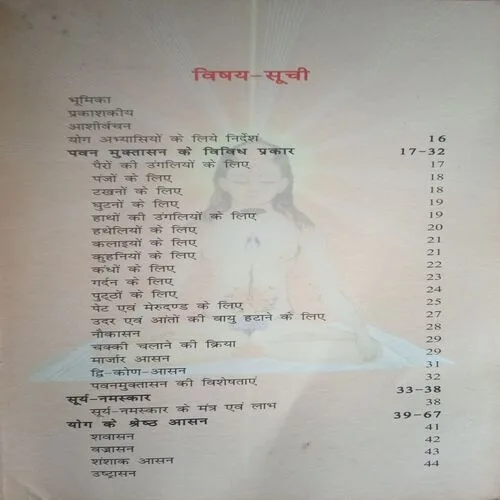 विषय-सूची
भूमिका
प्रकाशकीय
आशीर्वचन
योग अभ्यासियों के लिये निर्देश 16
पवन मुक्तासन के विविध प्रकार 17-32
पैरों की उंगलियों के लिए 17
पंजों के लिए 18
टखनों के लिए 18
घुटनों के लिए 19
हाथों की उंगलियों के लिए 19
हथेलियों के लिए 20
कलाइयों के लिए 21
कुहनियों के लिए 21
कंधों के लिए 22
गर्दन के लिए 23
पुट्ठों के लिए 24
पेट एवं मेरुदण्ड के लिए 25
उदर एवं आंतों की वायु हटाने के लिए 27
नौकासन 28
चक्की चलाने की क्रिया 29
मार्जार आसन 29
द्वि-कोण-आसन 31
पवनमुक्तासन की विशेषताएं 32
सूर्य-नमस्कार 33-38
सूर्य-नमस्कार के मंत्र एवं लाभ 38
योग के श्रेष्ठ आसन 39-67
शवासन 41
वज्रासन 42
शंशाक आसन 43
उष्ट्रासन 44